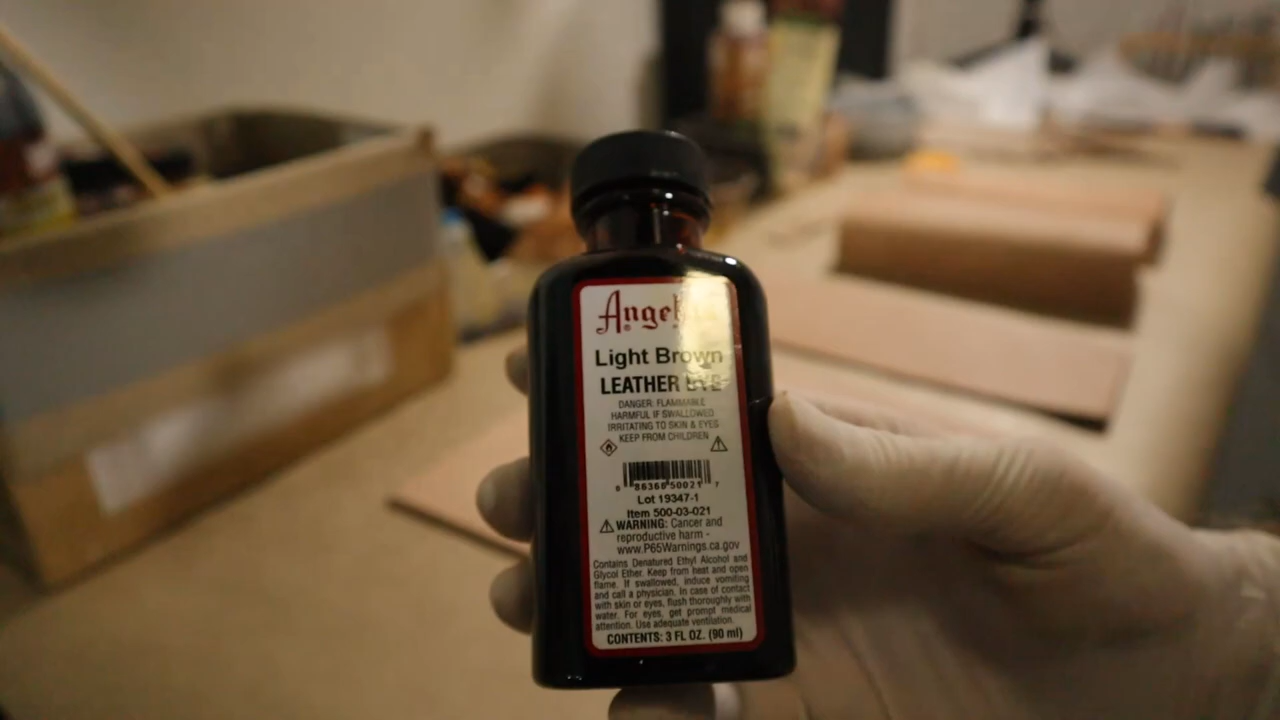 Angel
®
Light Brown
LEATHER DYE
DANGER: FLAMMABLE
HARMFUL IF SWALLOWED
IRRITATING TO SKIN & EYES
KEEP FROM CHILDREN
Lot 19347-1
Item 500-03-021
WARNING: Cancer and
reproductive harm -
www.P65Warnings.ca.gov
Contains Denatured Ethyl Alcohol and
Glycol Ether. Keep from heat and open
flame. If swallowed, induce vomiting
and call a physician. In case of contact
with skin or eyes, flush thoroughly with
water. For eyes, get prompt medical
attention. Use adequate ventilation.
CONTENTS: 3 FL OZ. (90 ml)